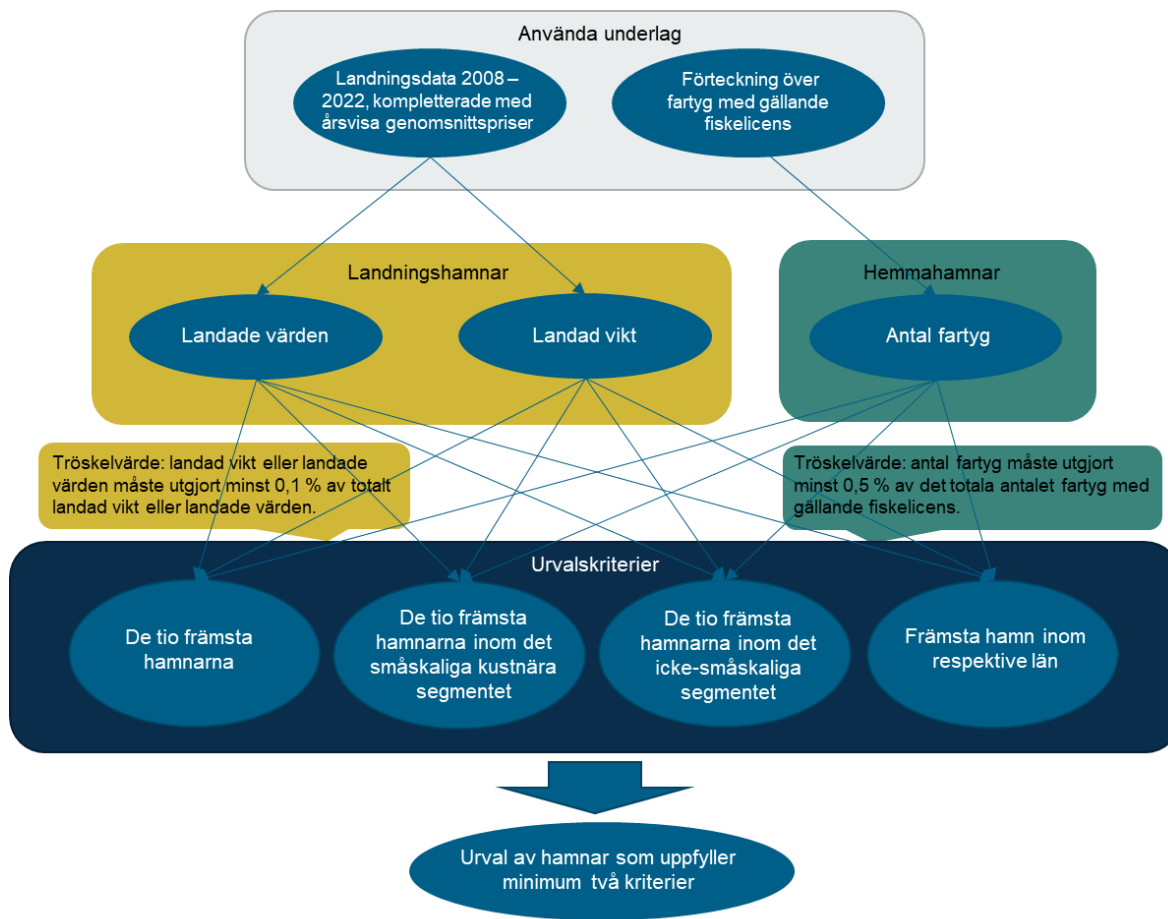 Använda underlag
Landningsdata 2008 –
2022, kompletterade med
årsvisa genomsnittspriser
Förteckning över
fartyg med gällande
fiskelicens
Landningshamnar
Hemmahamnar
Landade värden
Landad vikt
Antal fartyg
Tröskelvärde: landad vikt eller landade
värden måste utgjort minst 0,1 % av totalt
landad vikt eller landade värden.
Tröskelvärde: antal fartyg måste utgjort
minst 0,5 % av det totala antalet fartyg med
gällande fiskelicens.
Urvalskriterier
De tio främsta
hamnarna
De tio främsta
hamnarna inom det
småskaliga kustnära
segmentet
De tio främsta
hamnarna inom det
icke-småskaliga
segmentet
Främsta hamn inom
respektive län
Urval av hamnar som uppfyller
minimum två kriterier